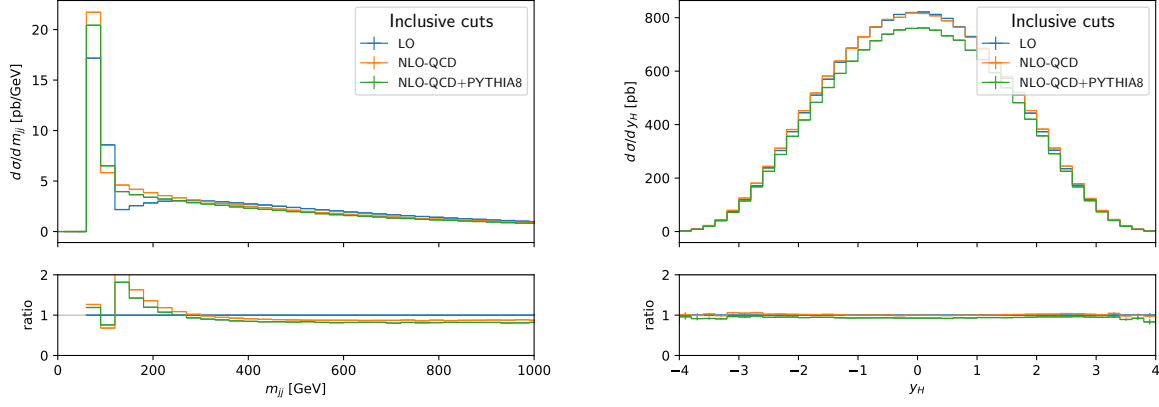 Inclusive cuts
LO
NLO-QCD
NLO-QCD+PYTHIA8
dσ/dm_jj [pb/GeV]
20
15
10
5
0
ratio
2
1
0
0 200 400 600 800 1000
m_jj [GeV]
Inclusive cuts
LO
NLO-QCD
NLO-QCD+PYTHIA8
dσ/dy_H [pb]
800
600
400
200
0
ratio
2
1
0
−4 −3 −2 −1 0 1 2 3 4
y_H